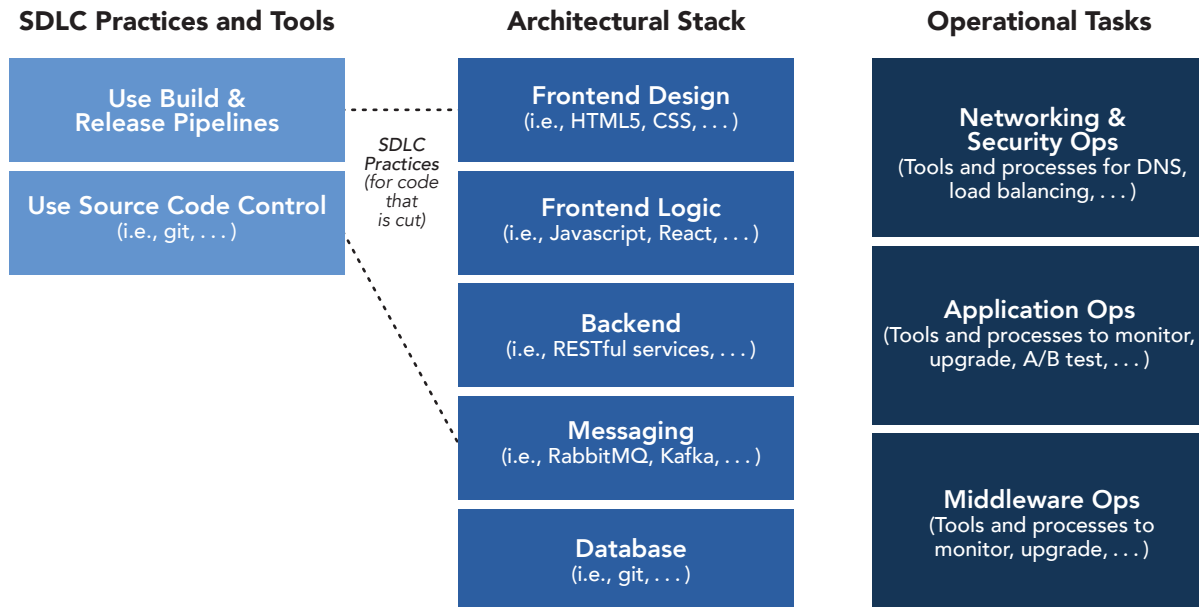 SDLC Practices and Tools
Use Build &
Release Pipelines
Use Source Code Control
(i.e., git, . . . )
SDLC
Practices
(for code
that
is cut)
Architectural Stack
Frontend Design
(i.e., HTML5, CSS, . . . )
Frontend Logic
(i.e., Javascript, React, . . . )
Backend
(i.e., RESTful services, . . . )
Messaging
(i.e., RabbitMQ, Kafka, . . . )
Database
(i.e., git, . . . )
Operational Tasks
Networking &
Security Ops
(Tools and processes for DNS,
load balancing, . . . )
Application Ops
(Tools and processes to monitor,
upgrade, A/B test, . . . )
Middleware Ops
(Tools and processes to
monitor, upgrade, . . . )